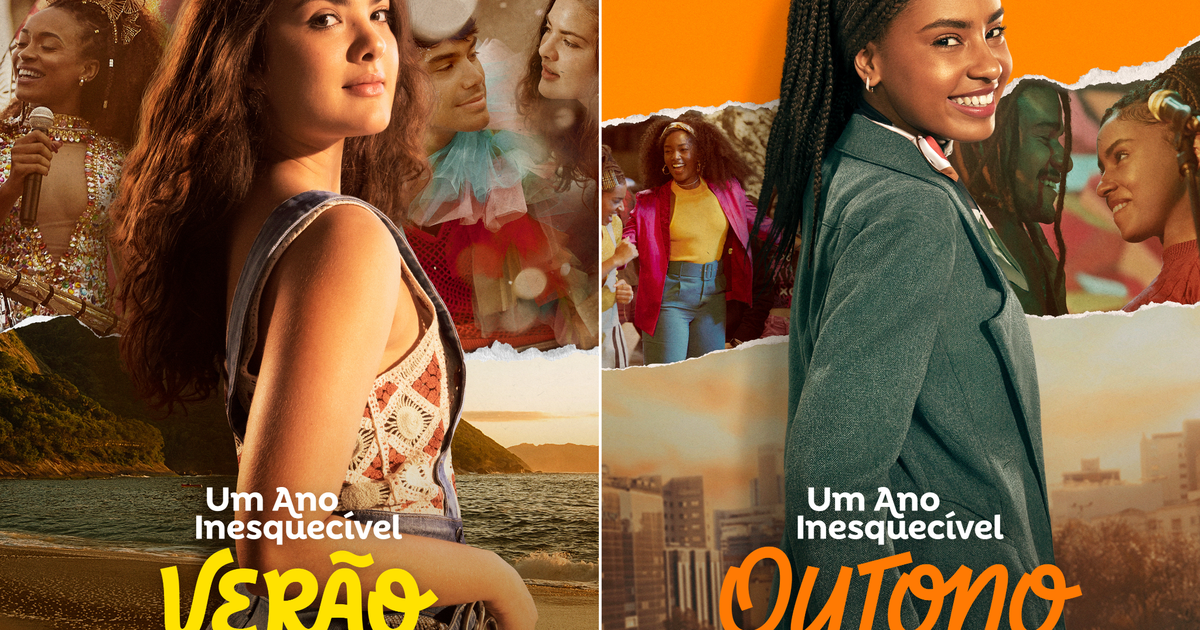 Um Ano
Inesquecível
VERÃO
Um Ano
Inesquecível
OUTONO